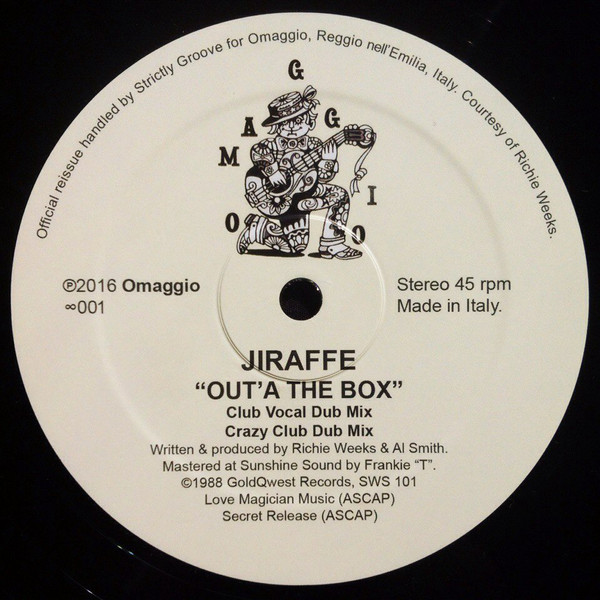 Official reissue handled by Strictly Groove for Omaggio, Reggio nell'Emilia, Italy. Courtesy of Richie Weeks.
OMAGGIO
℗2016 Omaggio
∞001
Stereo 45 rpm
Made in Italy.
JIRAFFE
“OUT'A THE BOX”
Club Vocal Dub Mix
Crazy Club Dub Mix
Written & produced by Richie Weeks & Al Smith.
Mastered at Sunshine Sound by Frankie “T”.
©1988 GoldQwest Records, SWS 101
Love Magician Music (ASCAP)
Secret Release (ASCAP)